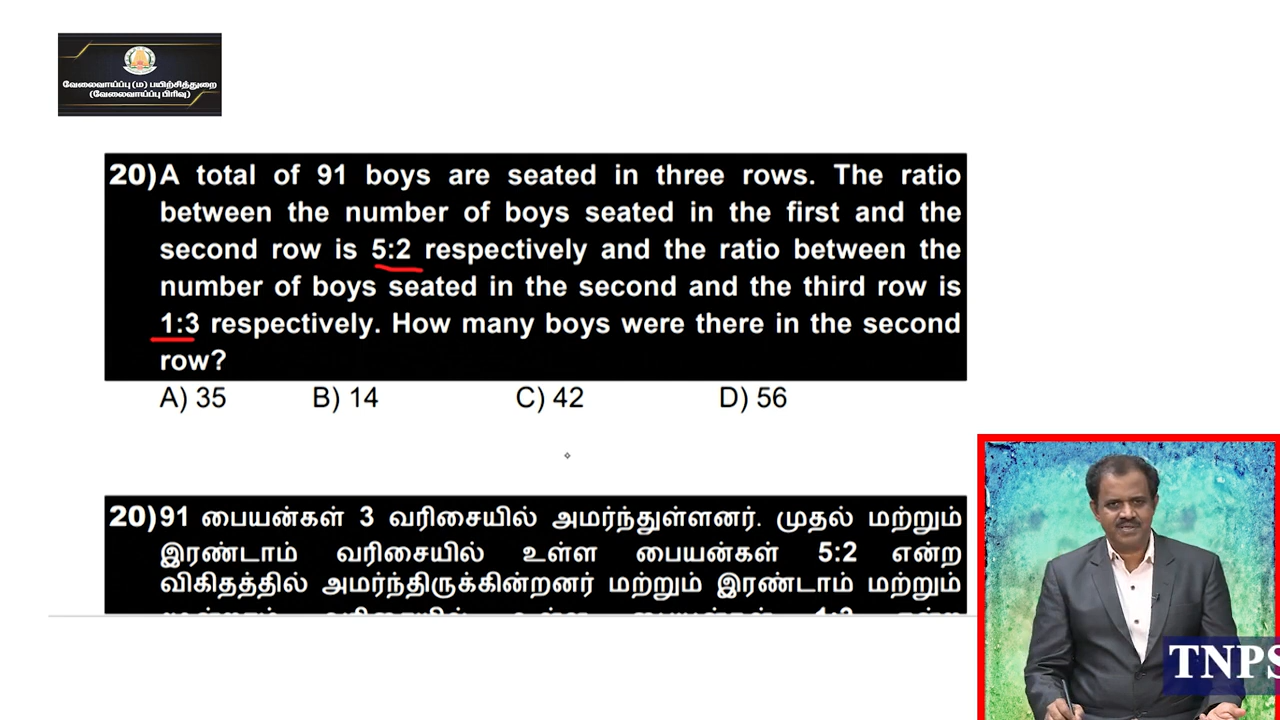 வேலைவாய்ப்பு (ம) பயிற்சித்துறை
(வேலைவாய்ப்பு பிரிவு)
20) A total of 91 boys are seated in three rows. The ratio
between the number of boys seated in the first and the
second row is 5:2 respectively and the ratio between the
number of boys seated in the second and the third row is
1:3 respectively. How many boys were there in the second
row?
A) 35 B) 14 C) 42 D) 56
20) 91 பையன்கள் 3 வரிசையில் அமர்ந்துள்ளனர். முதல் மற்றும்
இரண்டாம் வரிசையில் உள்ள பையன்கள் 5:2 என்ற
விகிதத்தில் அமர்ந்திருக்கின்றனர் மற்றும் இரண்டாம் மற்றும்
TNPS